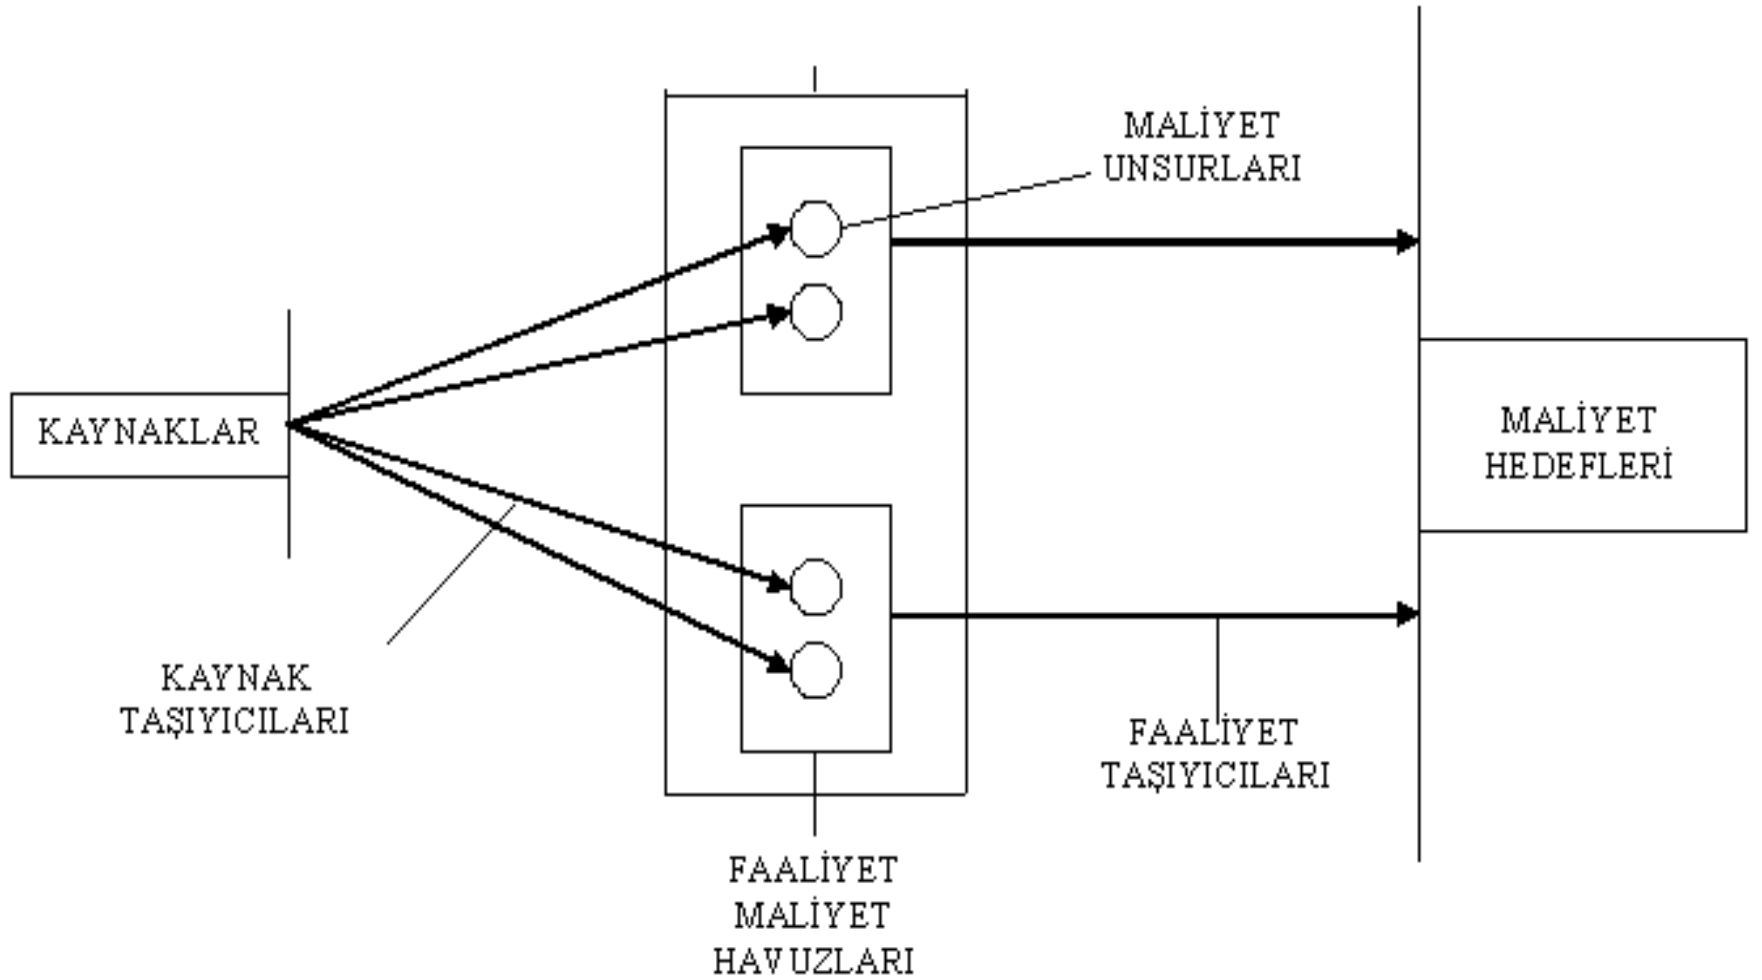 MALİYET
UNSURLARI
KAYNAKLAR
MALİYET
HEDEFLERİ
KAYNAK
TAŞIYICILARI
FAALİYET
TAŞIYICILARI
FAALİYET
MALİYET
HAVUZLARI